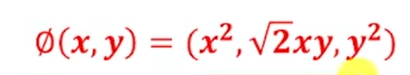 ∅(x, y) = (x², √2xy, y²)